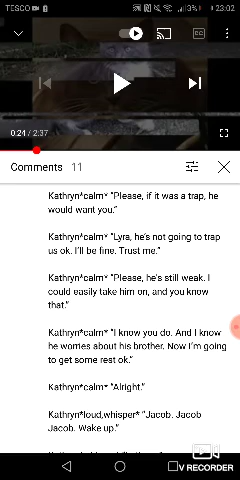 TESCO 3% 23:02
CC
0:24 / 2:37
Comments 11
Kathryn*calm* “Please, if it was a trap, he
would want you.”
Kathryn*calm* “Lyra, he’s not going to trap
us ok. I’ll be fine. Trust me.”
Kathryn*calm* “Please, he’s still weak. I
could easily take him on, and you know
that.”
Kathryn*calm* “I know you do. And I know
he worries about his brother. Now I’m going
to get some rest ok.”
Kathryn*calm* “Alright.”
Kathryn*loud,whisper* “Jacob. Jacob
Jacob. Wake up.”
V RECORDER